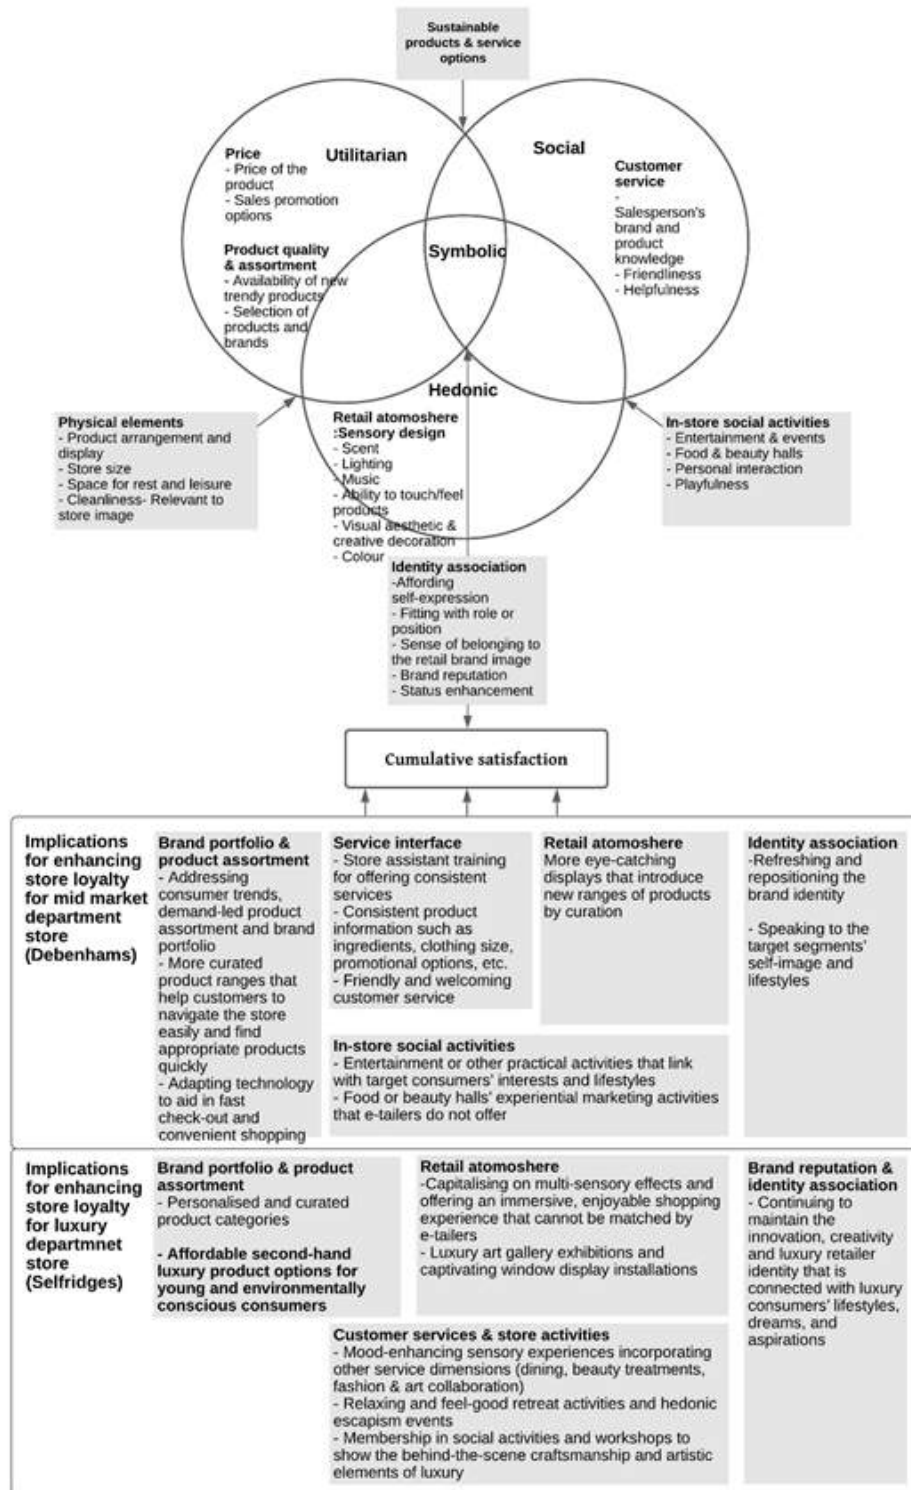 Sustainable
products & service
options
Utilitarian
Social
Price
- Price of the
product
- Sales promotion
options
Product quality
& assortment
- Availability of new
trendy products
- Selection of
products and
brands
Customer
service
-
Salesperson's
brand and
product
knowledge
- Friendliness
- Helpfulness
Symbolic
Hedonic
Retail atomoshere
:Sensory design
- Scent
- Lighting
- Music
- Ability to touch/feel
products
- Visual aesthetic &
creative decoration
- Colour
Physical elements
- Product arrangement and
display
- Store size
- Space for rest and leisure
- Cleanliness- Relevant to
store image
In-store social activities
- Entertainment & events
- Food & beauty halls
- Personal interaction
- Playfulness
Identity association
-Affording
self-expression
- Fitting with role or
position
- Sense of belonging to
the retail brand image
- Brand reputation
- Status enhancement
Cumulative satisfaction
Implications
for enhancing
store loyalty
for mid market
department
store
(Debenhams)
Brand portfolio &
product assortment
- Addressing
consumer trends,
demand-led product
assortment and brand
portfolio
- More curated
product ranges that
help customers to
navigate the store
easily and find
appropriate products
quickly
- Adapting technology
to aid in fast
check-out and
convenient shopping
Service interface
- Store assistant training
for offering consistent
services
- Consistent product
information such as
ingredients, clothing size,
promotional options, etc.
- Friendly and welcoming
customer service
Retail atomoshere
More eye-catching
displays that introduce
new ranges of products
by curation
Identity association
-Refreshing and
repositioning the
brand identity
- Speaking to the
target segments'
self-image and
lifestyles
In-store social activities
- Entertainment or other practical activities that link
with target consumers' interests and lifestyles
- Food or beauty halls' experiential marketing activities
that e-tailers do not offer
Implications
for enhancing
store loyalty
for luxury
departmnet
store
(Selfridges)
Brand portfolio & product
assortment
- Personalised and curated
product categories
- Affordable second-hand
luxury product options for
young and environmentally
conscious consumers
Retail atomoshere
-Capitalising on multi-sensory effects and
offering an immersive, enjoyable shopping
experience that cannot be matched by
e-tailers
- Luxury art gallery exhibitions and
captivating window display installations
Brand reputation &
identity association
- Continuing to
maintain the
innovation, creativity
and luxury retailer
identity that is
connected with luxury
consumers' lifestyles,
dreams, and
aspirations
Customer services & store activities
- Mood-enhancing sensory experiences incorporating
other service dimensions (dining, beauty treatments,
fashion & art collaboration)
- Relaxing and feel-good retreat activities and hedonic
escapism events
- Membership in social activities and workshops to
show the behind-the-scene craftsmanship and artistic
elements of luxury